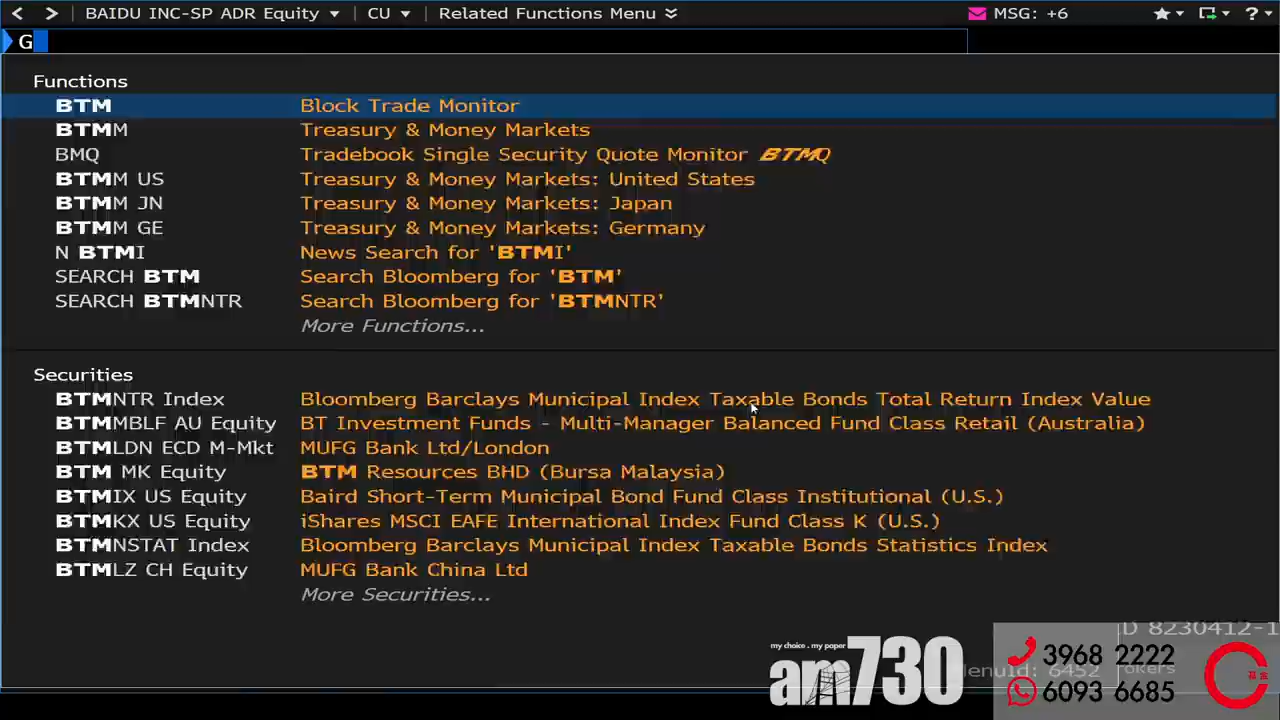 BAIDU INC-SP ADR Equity CU Related Functions Menu MSG: +6 ?
G
Functions
BTM Block Trade Monitor
BTMM Treasury & Money Markets
BMQ Tradebook Single Security Quote Monitor BTMQ
BTMM US Treasury & Money Markets: United States
BTMM JN Treasury & Money Markets: Japan
BTMM GE Treasury & Money Markets: Germany
N BTMI News Search for 'BTMI'
SEARCH BTM Search Bloomberg for 'BTM'
SEARCH BTMNTR Search Bloomberg for 'BTMNTR'
More Functions...
Securities
BTMNTR Index Bloomberg Barclays Municipal Index Taxable Bonds Total Return Index Value
BTMMBLF AU Equity BT Investment Funds - Multi-Manager Balanced Fund Class Retail (Australia)
BTMLDN ECD M-Mkt MUFG Bank Ltd/London
BTM MK Equity BTM Resources BHD (Bursa Malaysia)
BTMIX US Equity Baird Short-Term Municipal Bond Fund Class Institutional (U.S.)
BTMKX US Equity iShares MSCI EAFE International Index Fund Class K (U.S.)
BTMNSTAT Index Bloomberg Barclays Municipal Index Taxable Bonds Statistics Index
BTMLZ CH Equity MUFG Bank China Ltd
More Securities...
D 8230412-1
my choice . my paper
am730
3968 2222
MenuId: 6452
6093 6685